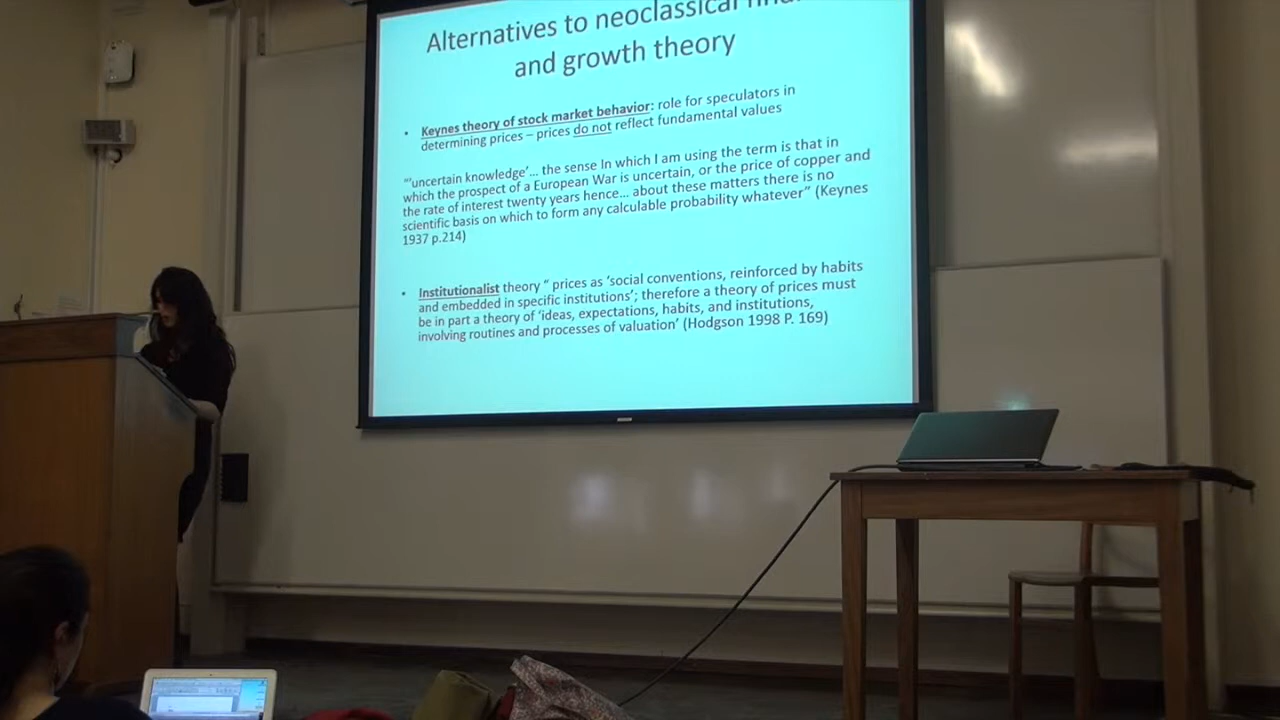 Alternatives to neoclassical
and growth theory
• Keynes theory of stock market behavior: role for speculators in
determining prices – prices do not reflect fundamental values
“‘uncertain knowledge’... the sense In which I am using the term is that in
which the prospect of a European War is uncertain, or the price of copper and
the rate of interest twenty years hence... about these matters there is no
scientific basis on which to form any calculable probability whatever” (Keynes
1937 p.214)
• Institutionalist theory “ prices as ‘social conventions, reinforced by habits
and embedded in specific institutions’; therefore a theory of prices must
be in part a theory of ‘ideas, expectations, habits, and institutions,
involving routines and processes of valuation’ (Hodgson 1998 P. 169)